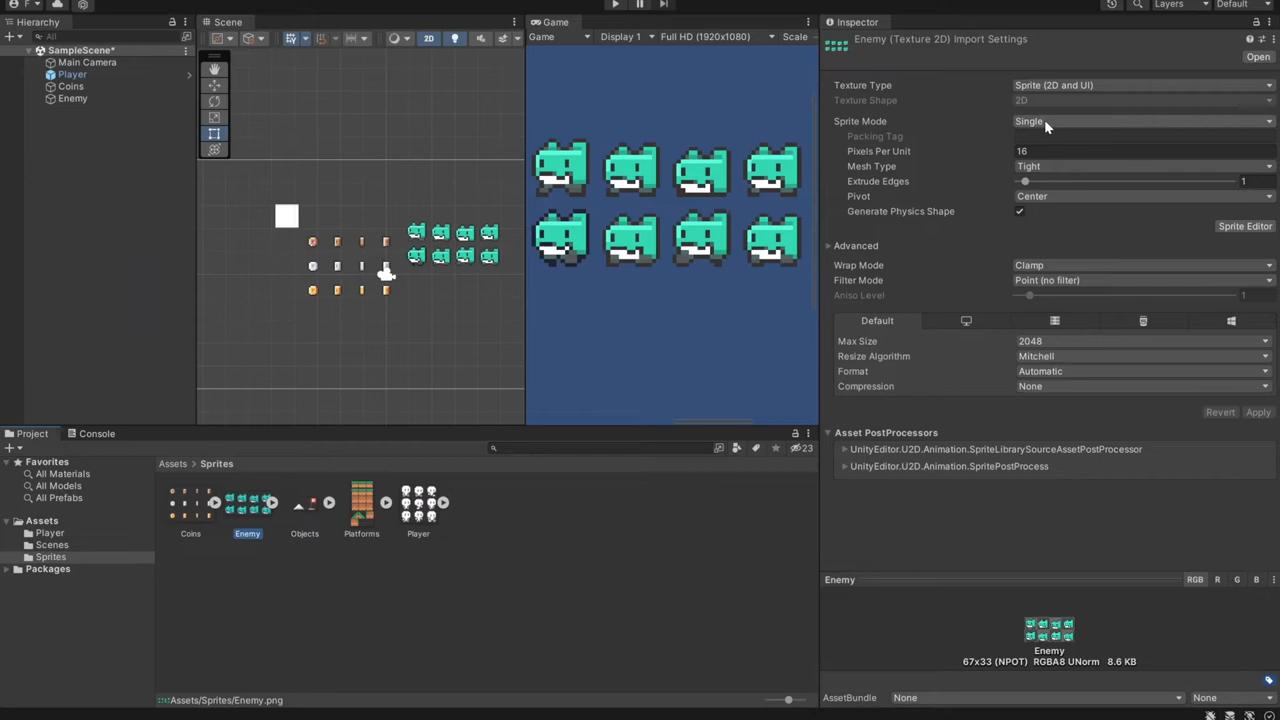 F
Layers
Default
Hierarchy
All
SampleScene*
Main Camera
Player
Coins
Enemy
Scene
2D
Game
Game
Display 1
Full HD (1920x1080)
Scale
Inspector
Enemy (Texture 2D) Import Settings
Open
Texture Type
Sprite (2D and UI)
Texture Shape
2D
Sprite Mode
Single
Packing Tag
Pixels Per Unit
16
Mesh Type
Tight
Extrude Edges
1
Pivot
Center
Generate Physics Shape
Sprite Editor
Advanced
Wrap Mode
Clamp
Filter Mode
Point (no filter)
Aniso Level
1
Default
Max Size
2048
Resize Algorithm
Mitchell
Format
Automatic
Compression
None
Revert
Apply
Asset PostProcessors
UnityEditor.U2D.Animation.SpriteLibrarySourceAssetPostProcessor
UnityEditor.U2D.Animation.SpritePostProcess
Project
Console
23
Favorites
All Materials
All Models
All Prefabs
Assets
Player
Scenes
Sprites
Packages
Assets > Sprites
Coins
Enemy
Objects
Platforms
Player
Assets/Sprites/Enemy.png
Enemy
RGB
R
G
B
Enemy
67x33 (NPOT) RGBA8 UNorm 8.6 KB
AssetBundle
None
None